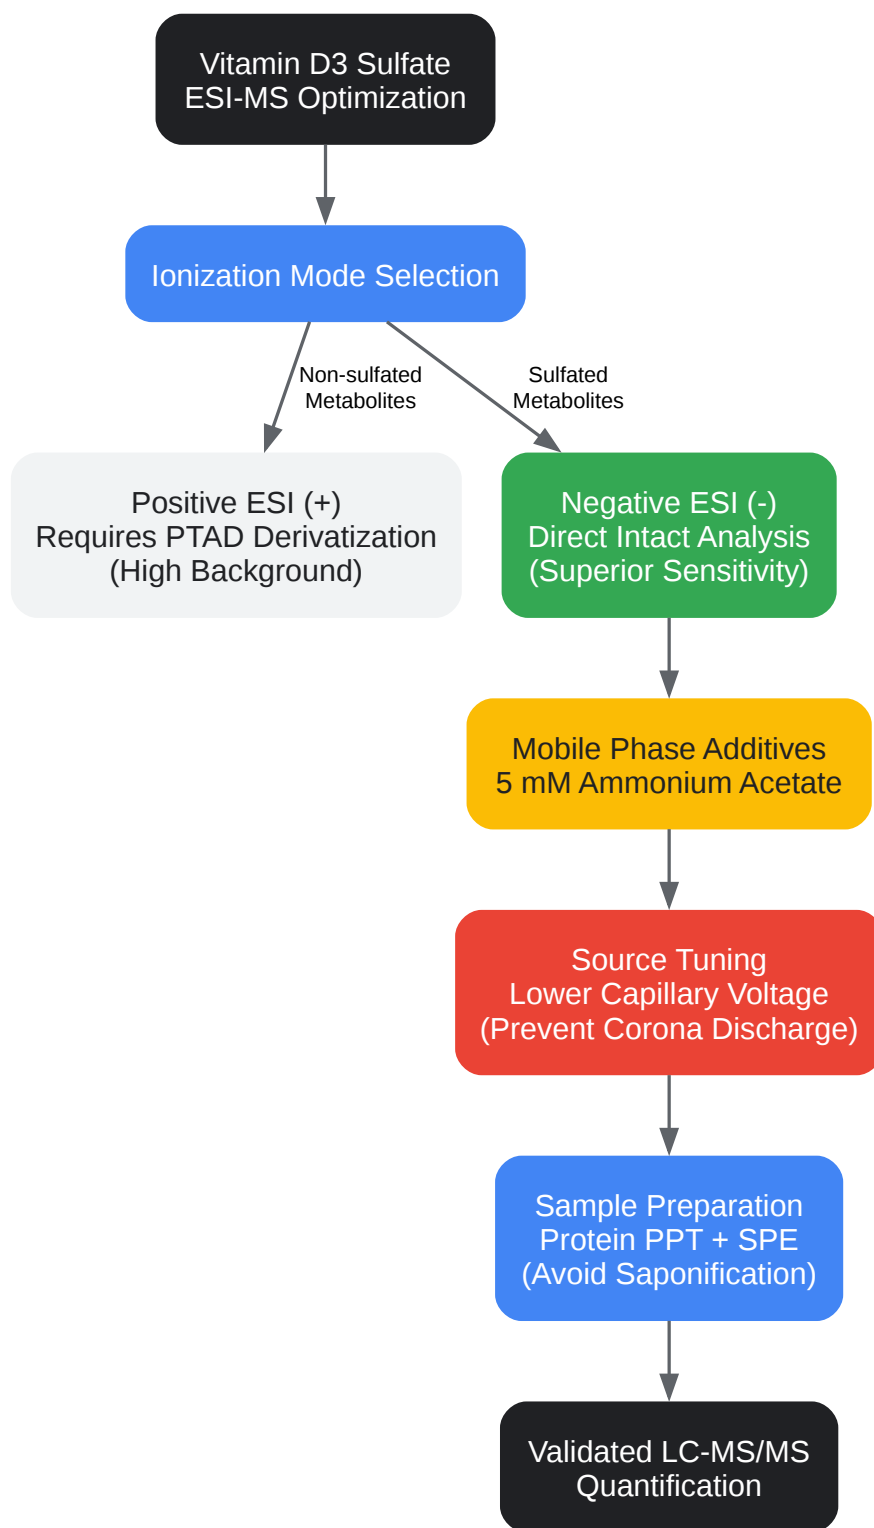 Vitamin D3 Sulfate
ESI-MS Optimization
Ionization Mode Selection
Non-sulfated
Metabolites
Sulfated
Metabolites
Positive ESI (+)
Requires PTAD Derivatization
(High Background)
Negative ESI (-)
Direct Intact Analysis
(Superior Sensitivity)
Mobile Phase Additives
5 mM Ammonium Acetate
Source Tuning
Lower Capillary Voltage
(Prevent Corona Discharge)
Sample Preparation
Protein PPT + SPE
(Avoid Saponification)
Validated LC-MS/MS
Quantification